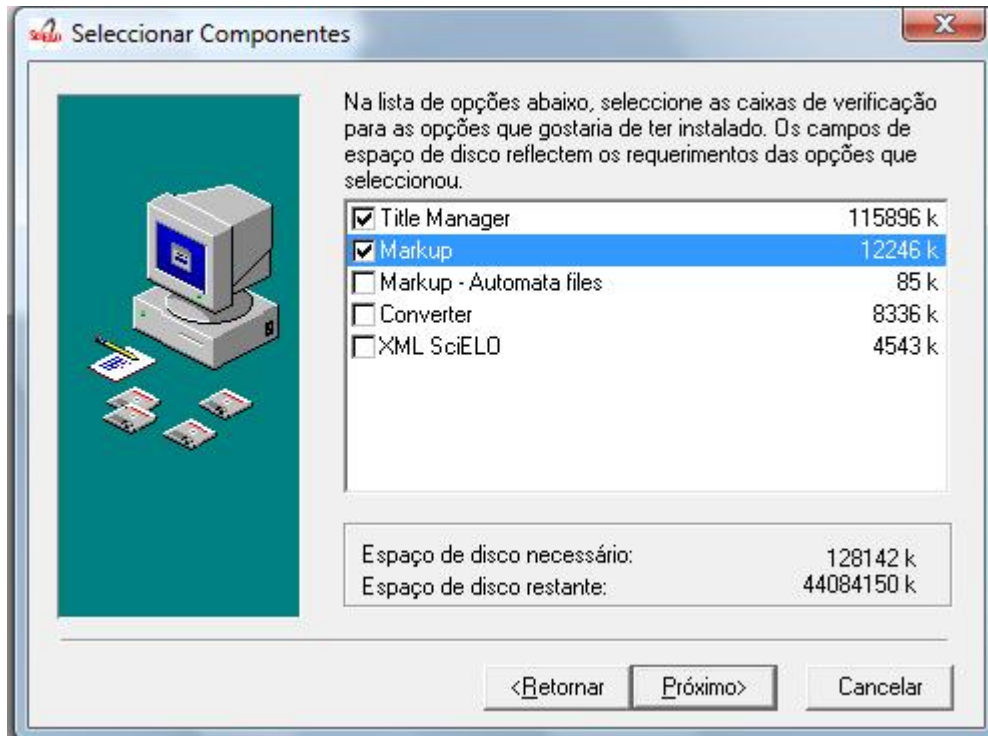 SciELO Seleccionar Componentes
Na lista de opções abaixo, seleccione as caixas de verificação
para as opções que gostaria de ter instalado. Os campos de
espaço de disco reflectem os requerimentos das opções que
seleccionou.
Title Manager 115896 k
Markup 12246 k
Markup - Automata files 85 k
Converter 8336 k
XML SciELO 4543 k
Espaço de disco necessário: 128142 k
Espaço de disco restante: 44084150 k
<Retornar Próximo> Cancelar